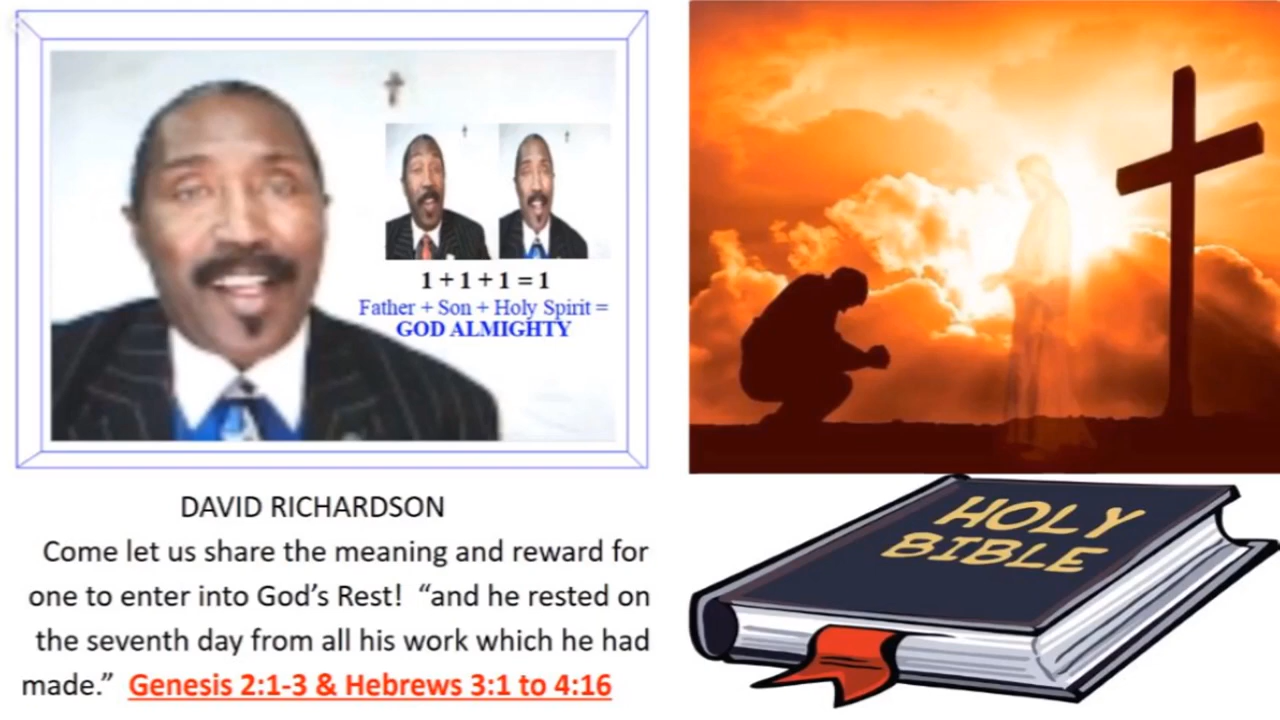 1 + 1 + 1 = 1
Father + Son + Holy Spirit =
GOD ALMIGHTY
DAVID RICHARDSON
Come let us share the meaning and reward for
one to enter into God’s Rest!  “and he rested on
the seventh day from all his work which he had
made.”  Genesis 2:1-3 & Hebrews 3:1 to 4:16
HOLY
BIBLE